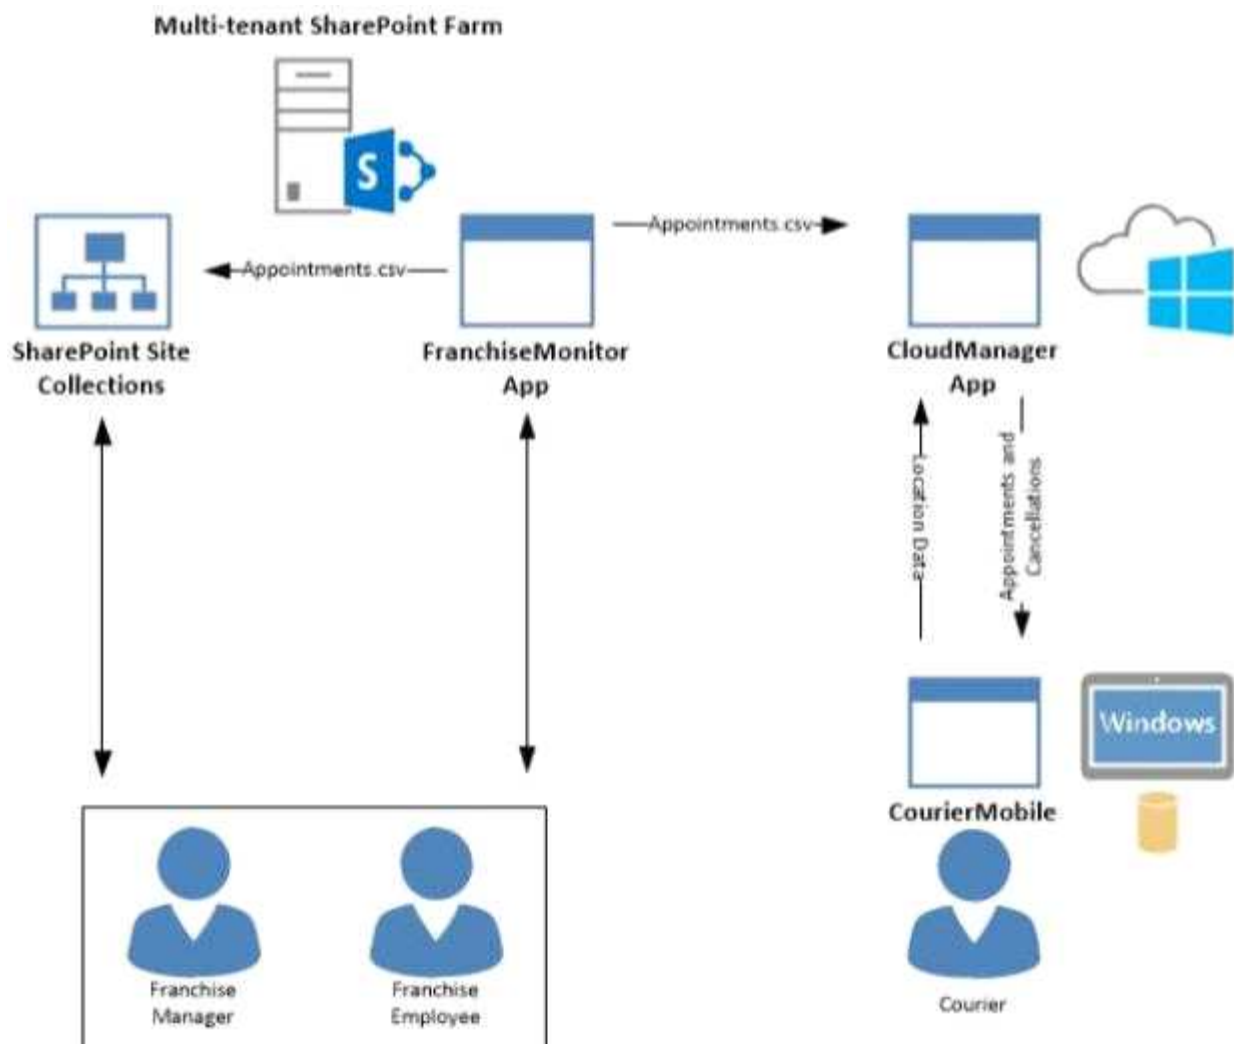 Multi-tenant SharePoint Farm
S
Appointments.csv
Appointments.csv
SharePoint Site
Collections
FranchiseMonitor
App
CloudManager
App
Location Data
Appointments and
Cancellations
Windows
CourierMobile
Franchise
Manager
Franchise
Employee
Courier